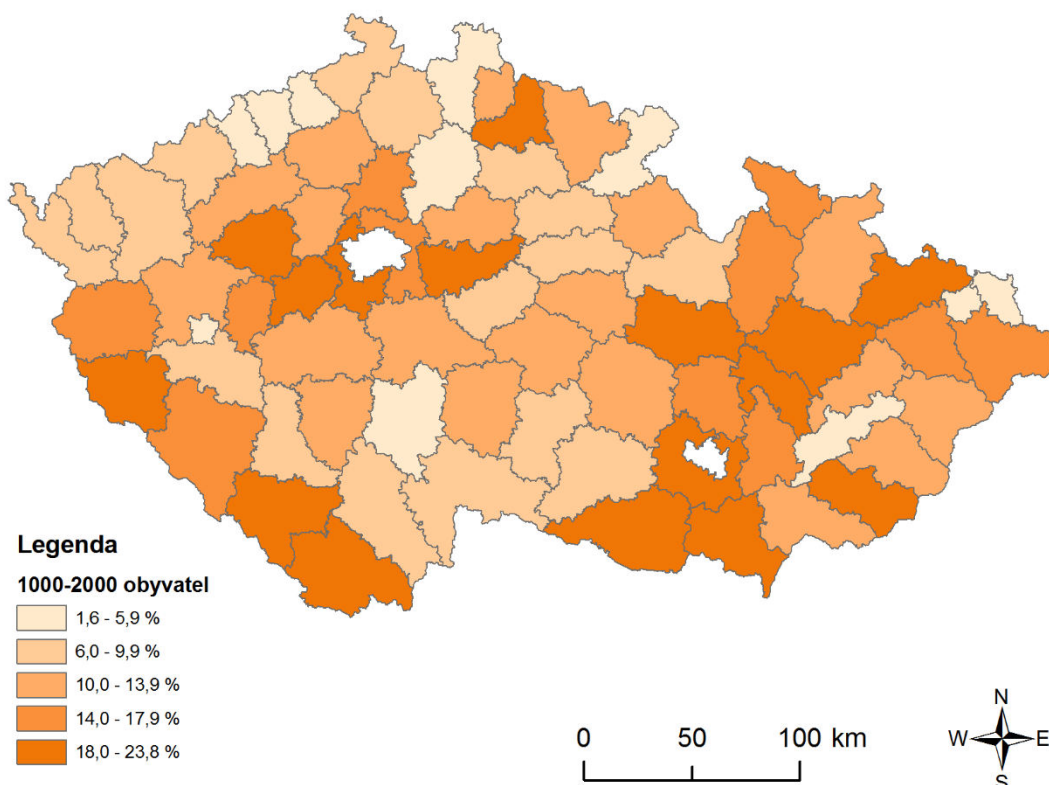 Legenda
1000-2000 obyvatel
1,6 - 5,9 %
6,0 - 9,9 %
10,0 - 13,9 %
14,0 - 17,9 %
18,0 - 23,8 %
0 50 100 km
N
W E
S